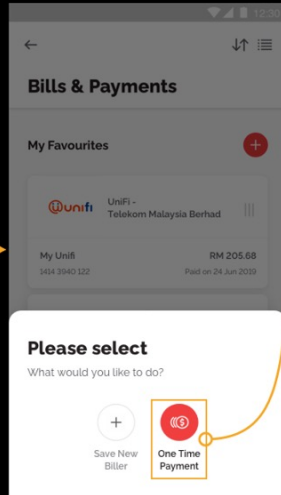 12:30
Bills & Payments
My Favourites
unifi
UniFi -
Telekom Malaysia Berhad
My Unifi RM 205.68
1414 3940 122 Paid on 24 Jun 2019
Please select
What would you like to do?
Save New
Biller
One Time
Payment